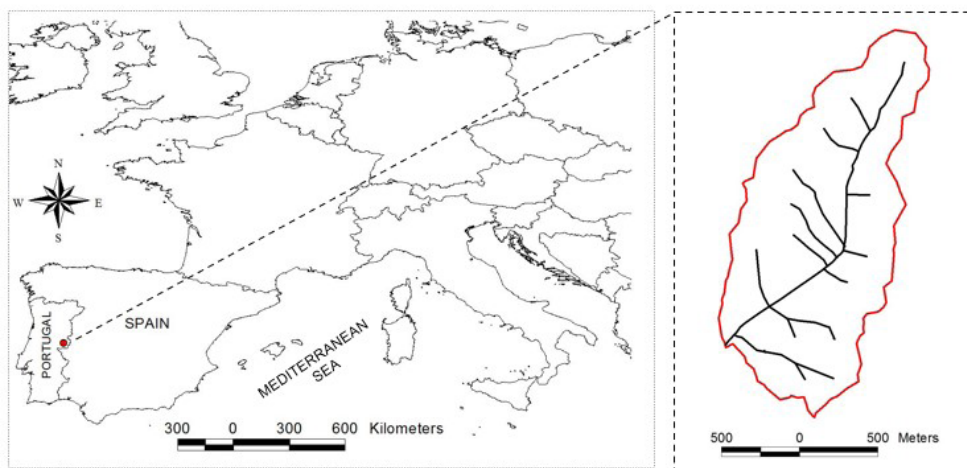 N
W E
S
PORTUGAL
SPAIN
MEDITERRANEAN
SEA
300 0 300 600 Kilometers
500 0 500 Meters